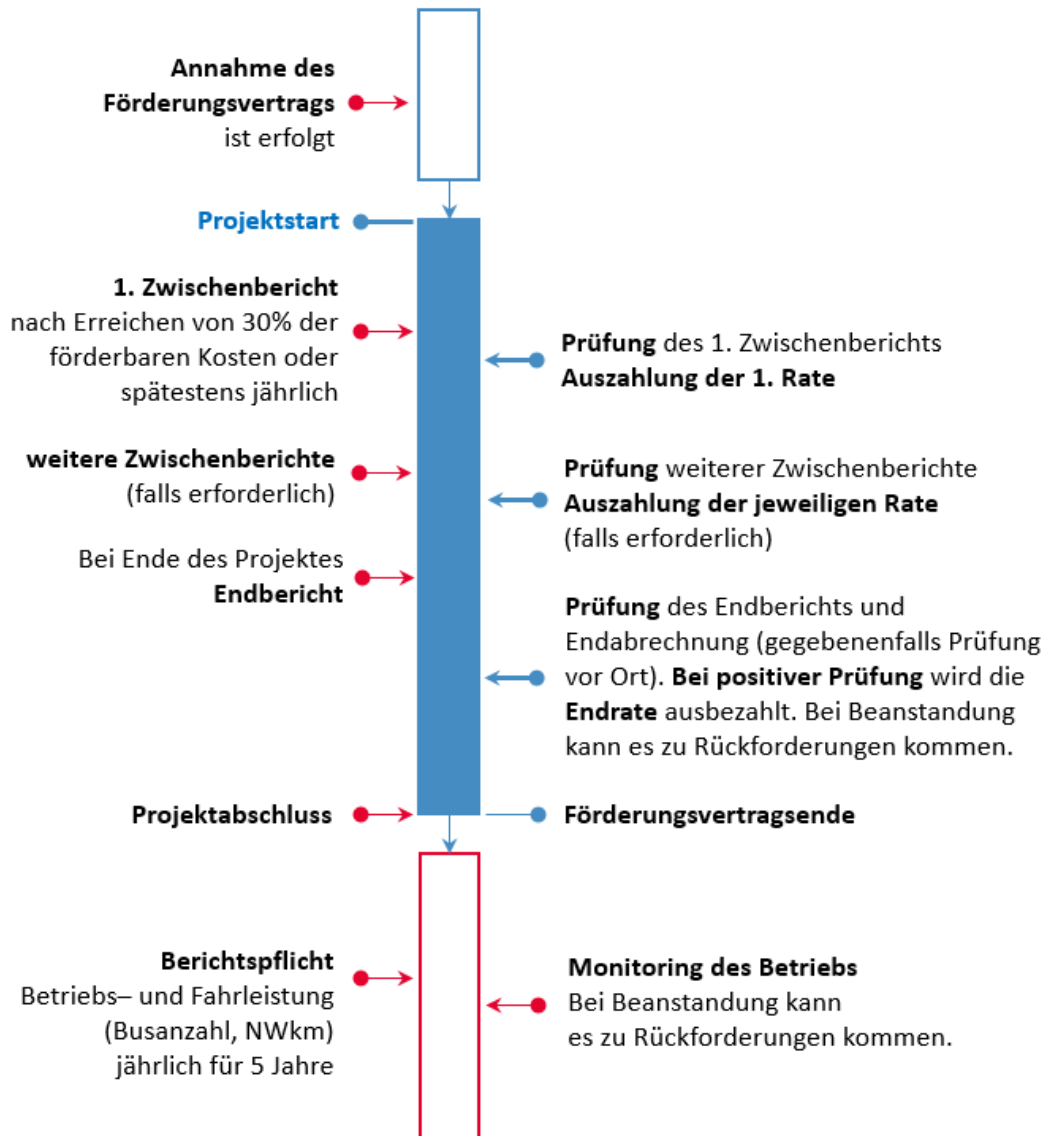 Annahme des
Förderungsvertrags
ist erfolgt
Projektstart
1. Zwischenbericht
nach Erreichen von 30% der
förderbaren Kosten oder
spätestens jährlich
Prüfung des 1. Zwischenberichts
Auszahlung der 1. Rate
weitere Zwischenberichte
(falls erforderlich)
Prüfung weiterer Zwischenberichte
Auszahlung der jeweiligen Rate
(falls erforderlich)
Bei Ende des Projektes
Endbericht
Prüfung des Endberichts und
Endabrechnung (gegebenenfalls Prüfung
vor Ort). Bei positiver Prüfung wird die
Endrate ausbezahlt. Bei Beanstandung
kann es zu Rückforderungen kommen.
Projektabschluss
Förderungsvertragsende
Berichtspflicht
Betriebs– und Fahrleistung
(Busanzahl, NWkm)
jährlich für 5 Jahre
Monitoring des Betriebs
Bei Beanstandung kann
es zu Rückforderungen kommen.